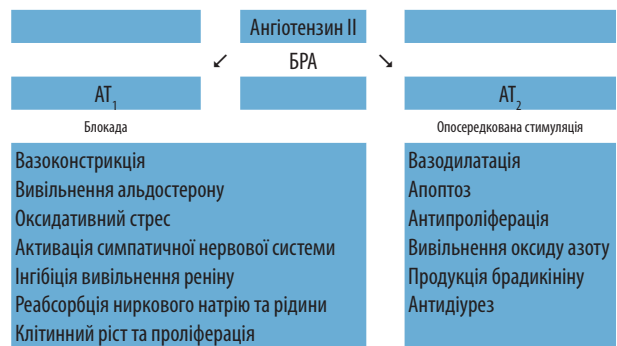 Ангіотензин II
↙ БРА ↘
АТ1 АТ2
Блокада Опосередкована стимуляція
Вазоконстрикція
Вивільнення альдостерону
Оксидативний стрес
Активація симпатичної нервової системи
Інгібіція вивільнення реніну
Реабсорбція ниркового натрію та рідини
Клітинний ріст та проліферація
Вазодилатація
Апоптоз
Антипроліферація
Вивільнення оксиду азоту
Продукція брадикініну
Антидіурез